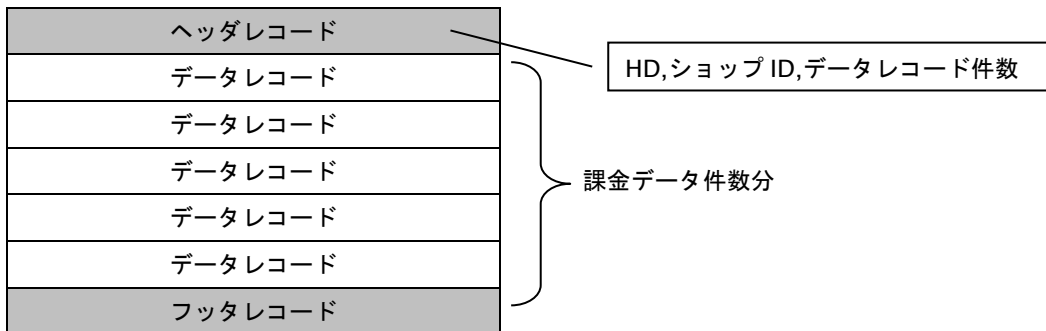 ヘッダレコード
HD,ショップ ID,データレコード件数
データレコード
データレコード
データレコード
課金データ件数分
データレコード
データレコード
フッタレコード